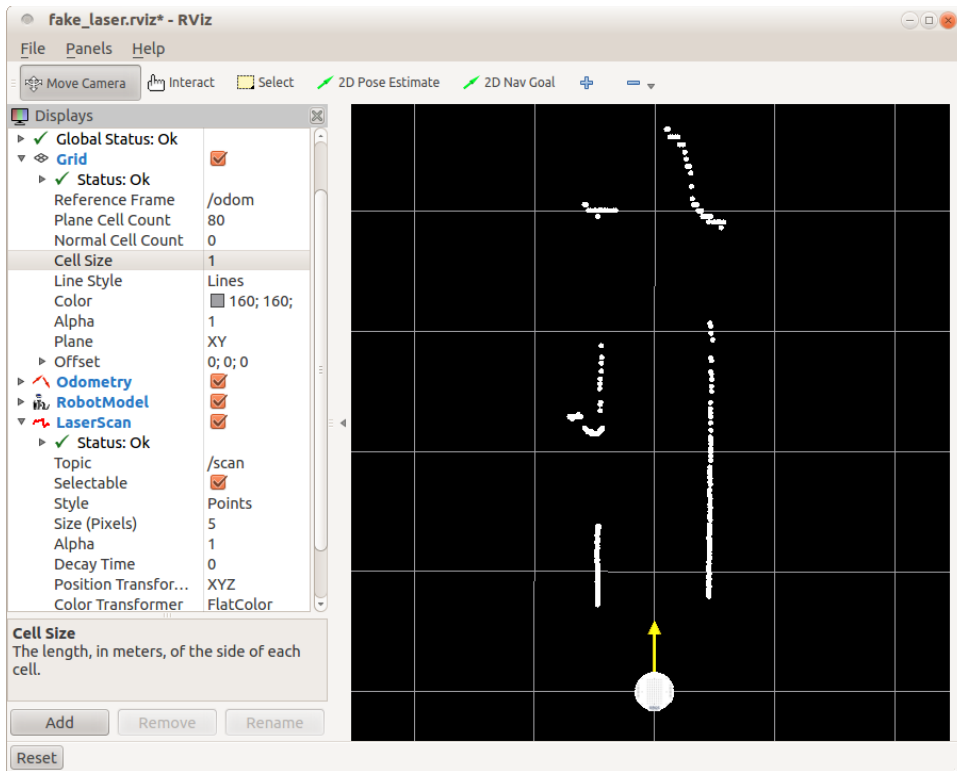 fake_laser.rviz* - RViz
File Panels Help
Move Camera Interact Select 2D Pose Estimate 2D Nav Goal
Displays
Global Status: Ok
Grid
Status: Ok
Reference Frame /odom
Plane Cell Count 80
Normal Cell Count 0
Cell Size 1
Line Style Lines
Color 160; 160;
Alpha 1
Plane XY
Offset 0; 0; 0
Odometry
RobotModel
LaserScan
Status: Ok
Topic /scan
Selectable
Style Points
Size (Pixels) 5
Alpha 1
Decay Time 0
Position Transfor... XYZ
Color Transformer FlatColor
Cell Size
The length, in meters, of the side of each
cell.
Add Remove Rename
Reset